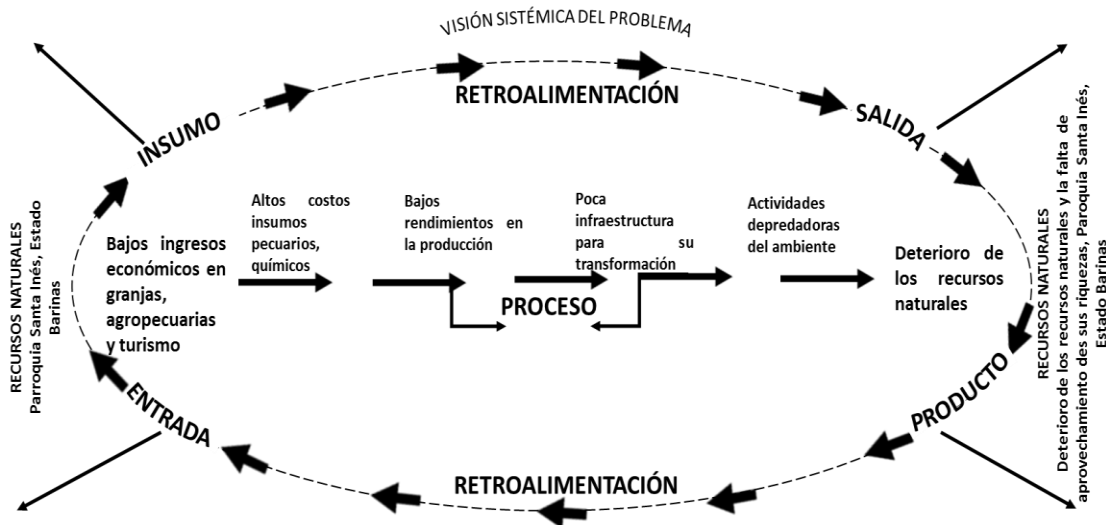 VISIÓN SISTÉMICA DEL PROBLEMA
RETROALIMENTACIÓN
INSUMO
SALIDA
RECURSOS NATURALES
Parroquia Santa Inés, Estado
Barinas
Bajos ingresos
económicos en
granjas,
agropecuarias
y turismo
Altos costos
insumos
pecuarios,
químicos
Bajos
rendimientos en
la producción
PROCESO
Poca
infraestructura
para su
transformación
Actividades
depredadoras
del ambiente
Deterioro de
los recursos
naturales
RECURSOS NATURALES
Deterioro de los recursos naturales y la falta de
aprovechamiento des sus riquezas, Paroquia Santa Inés,
Estado Barinas
ENTRADA
PRODUCTO
RETROALIMENTACIÓN